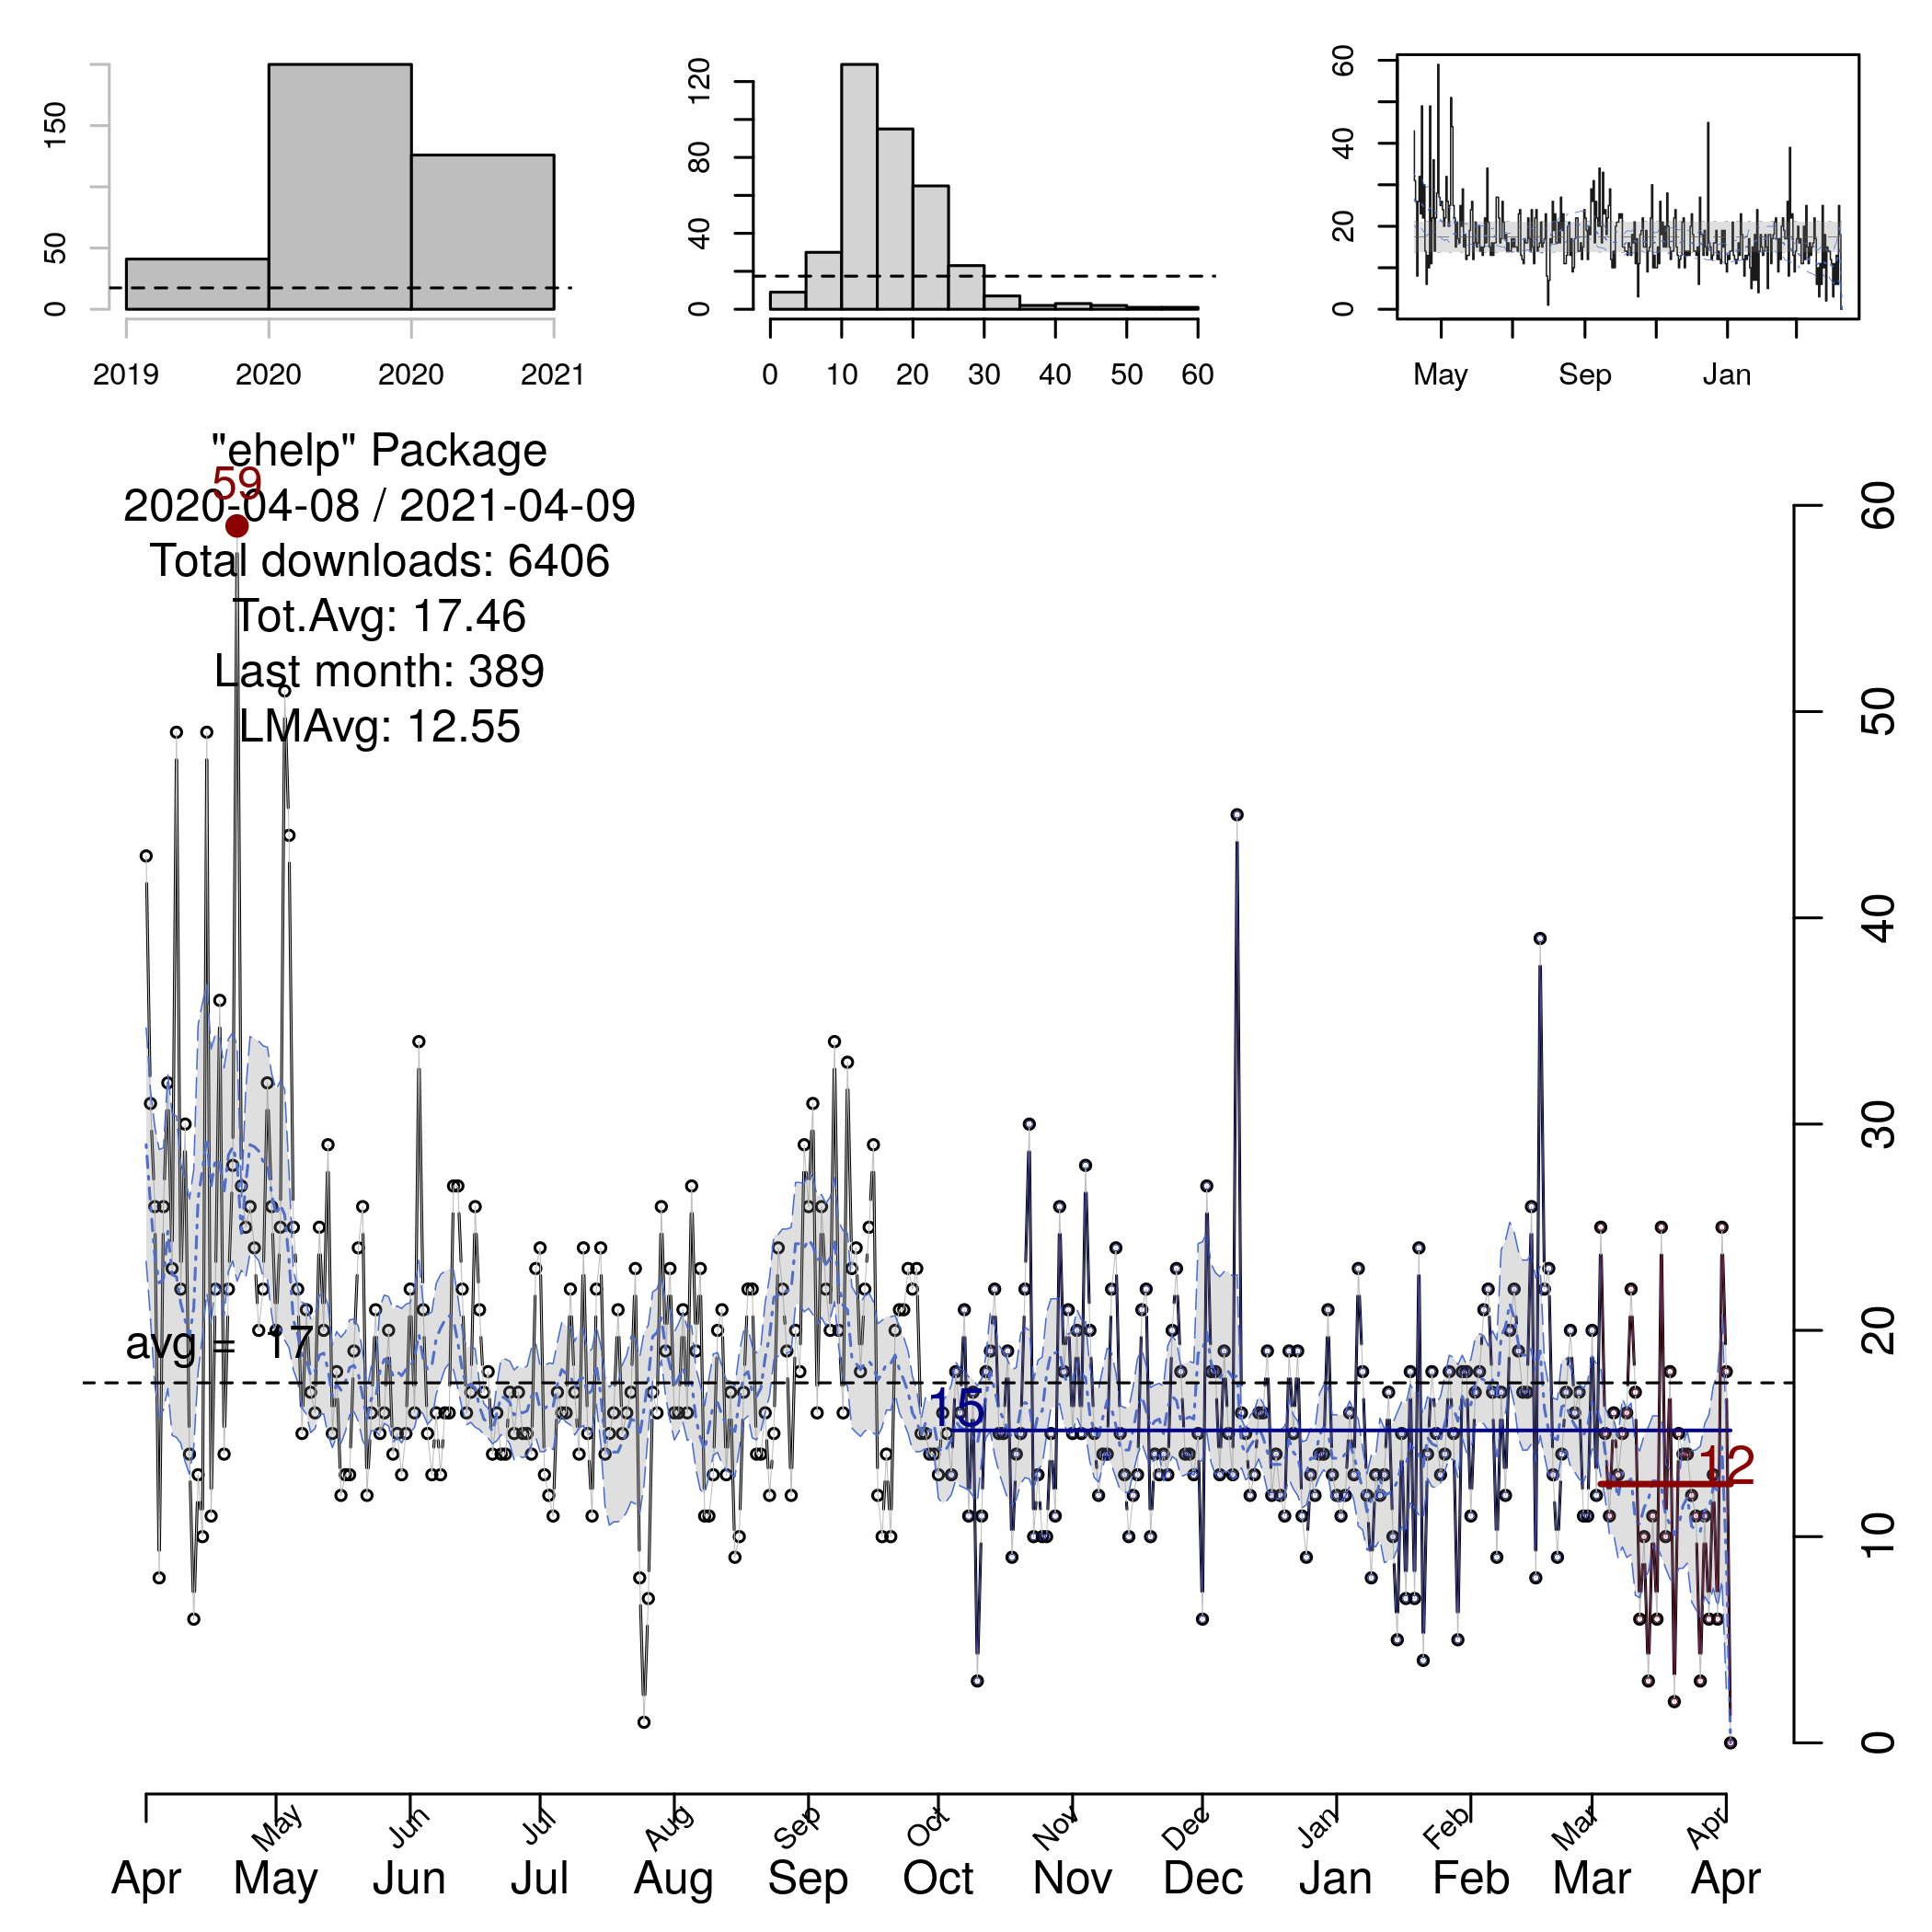 150
50
0
2019 2020 2020 2021
120
80
40
0
0 10 20 30 40 50 60
60
40
20
0
May Sep Jan
"ehelp" Package
59
2020-04-08 / 2021-04-09
Total downloads: 6406
Tot.Avg: 17.46
Last month: 389
LMAvg: 12.55
avg = 17
15
12
60
50
40
30
20
10
0
May Jun Jul Aug Sep Oct Nov Dec Jan Feb Mar Apr
Apr May Jun Jul Aug Sep Oct Nov Dec Jan Feb Mar Apr